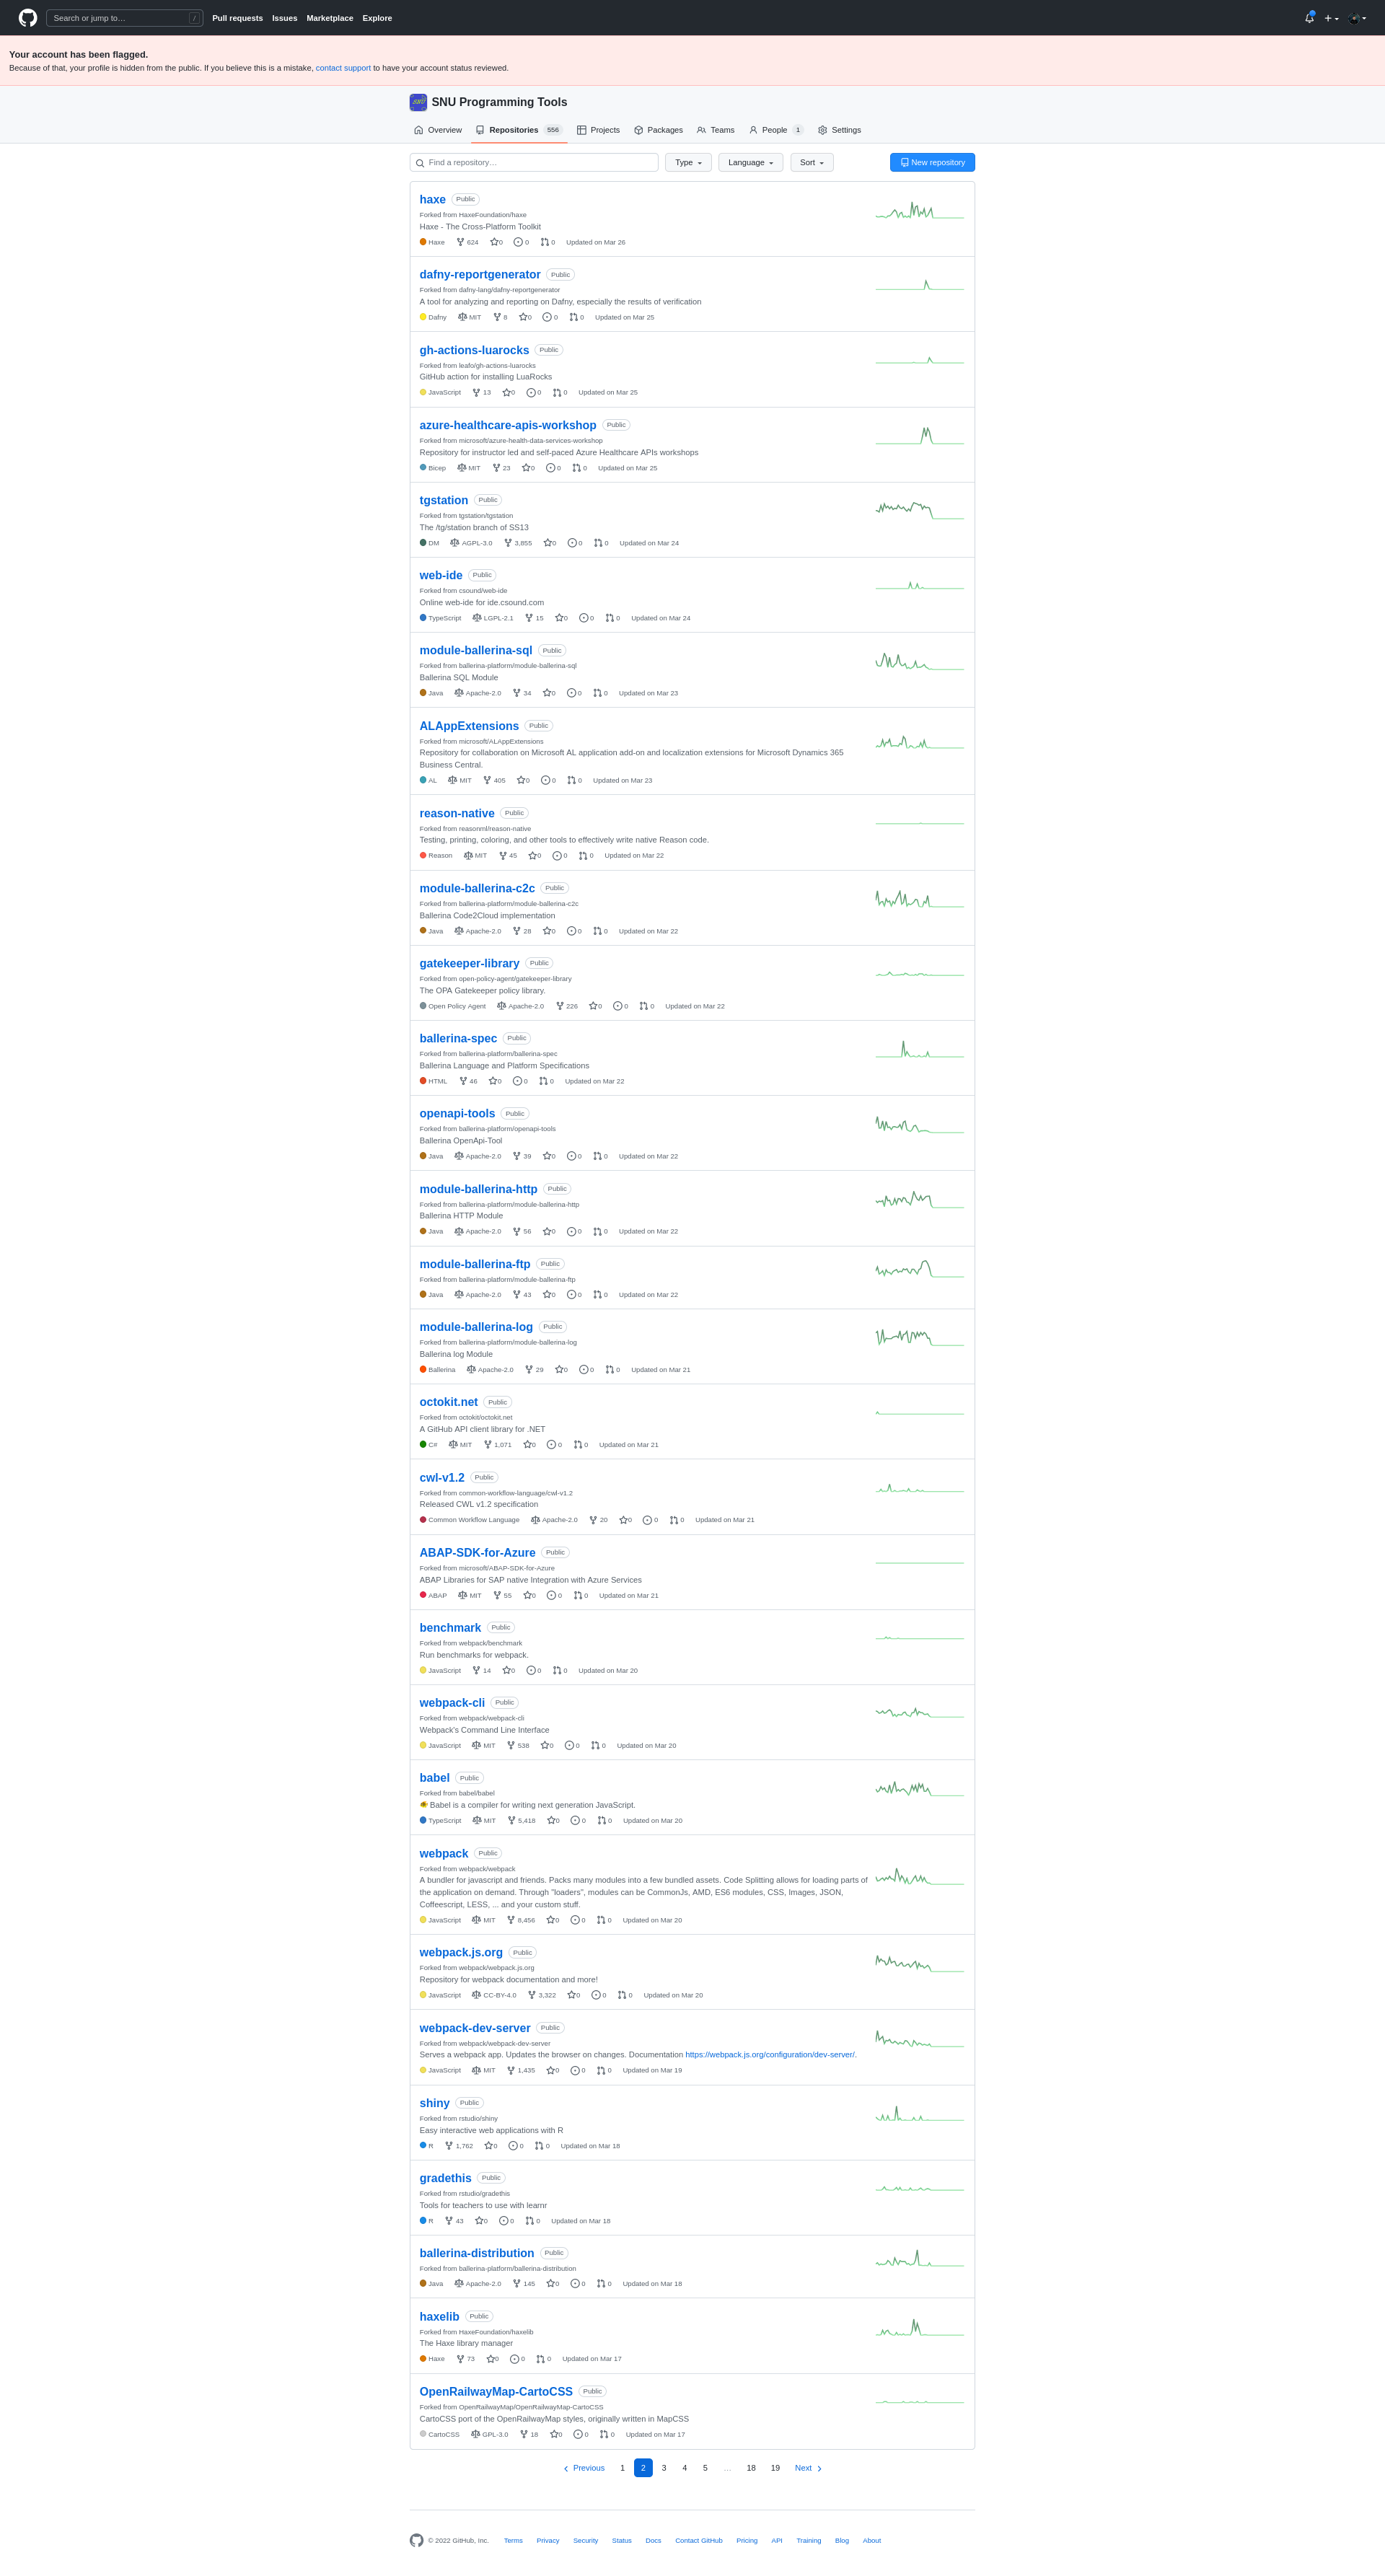 Search or jump to… /
Pull requests Issues Marketplace Explore
Your account has been flagged.
Because of that, your profile is hidden from the public. If you believe this is a mistake, contact support to have your account status reviewed.
SNU SNU Programming Tools
Overview Repositories 556 Projects Packages Teams People 1 Settings
Find a repository… Type Language Sort New repository
haxe Public
Forked from HaxeFoundation/haxe
Haxe - The Cross-Platform Toolkit
Haxe 624 0 0 0 Updated on Mar 26
dafny-reportgenerator Public
Forked from dafny-lang/dafny-reportgenerator
A tool for analyzing and reporting on Dafny, especially the results of verification
Dafny MIT 8 0 0 0 Updated on Mar 25
gh-actions-luarocks Public
Forked from leafo/gh-actions-luarocks
GitHub action for installing LuaRocks
JavaScript 13 0 0 0 Updated on Mar 25
azure-healthcare-apis-workshop Public
Forked from microsoft/azure-health-data-services-workshop
Repository for instructor led and self-paced Azure Healthcare APIs workshops
Bicep MIT 23 0 0 0 Updated on Mar 25
tgstation Public
Forked from tgstation/tgstation
The /tg/station branch of SS13
DM AGPL-3.0 3,855 0 0 0 Updated on Mar 24
web-ide Public
Forked from csound/web-ide
Online web-ide for ide.csound.com
TypeScript LGPL-2.1 15 0 0 0 Updated on Mar 24
module-ballerina-sql Public
Forked from ballerina-platform/module-ballerina-sql
Ballerina SQL Module
Java Apache-2.0 34 0 0 0 Updated on Mar 23
ALAppExtensions Public
Forked from microsoft/ALAppExtensions
Repository for collaboration on Microsoft AL application add-on and localization extensions for Microsoft Dynamics 365
Business Central.
AL MIT 405 0 0 0 Updated on Mar 23
reason-native Public
Forked from reasonml/reason-native
Testing, printing, coloring, and other tools to effectively write native Reason code.
Reason MIT 45 0 0 0 Updated on Mar 22
module-ballerina-c2c Public
Forked from ballerina-platform/module-ballerina-c2c
Ballerina Code2Cloud implementation
Java Apache-2.0 28 0 0 0 Updated on Mar 22
gatekeeper-library Public
Forked from open-policy-agent/gatekeeper-library
The OPA Gatekeeper policy library.
Open Policy Agent Apache-2.0 226 0 0 0 Updated on Mar 22
ballerina-spec Public
Forked from ballerina-platform/ballerina-spec
Ballerina Language and Platform Specifications
HTML 46 0 0 0 Updated on Mar 22
openapi-tools Public
Forked from ballerina-platform/openapi-tools
Ballerina OpenApi-Tool
Java Apache-2.0 39 0 0 0 Updated on Mar 22
module-ballerina-http Public
Forked from ballerina-platform/module-ballerina-http
Ballerina HTTP Module
Java Apache-2.0 56 0 0 0 Updated on Mar 22
module-ballerina-ftp Public
Forked from ballerina-platform/module-ballerina-ftp
Java Apache-2.0 43 0 0 0 Updated on Mar 22
module-ballerina-log Public
Forked from ballerina-platform/module-ballerina-log
Ballerina log Module
Ballerina Apache-2.0 29 0 0 0 Updated on Mar 21
octokit.net Public
Forked from octokit/octokit.net
A GitHub API client library for .NET
C# MIT 1,071 0 0 0 Updated on Mar 21
cwl-v1.2 Public
Forked from common-workflow-language/cwl-v1.2
Released CWL v1.2 specification
Common Workflow Language Apache-2.0 20 0 0 0 Updated on Mar 21
ABAP-SDK-for-Azure Public
Forked from microsoft/ABAP-SDK-for-Azure
ABAP Libraries for SAP native Integration with Azure Services
ABAP MIT 55 0 0 0 Updated on Mar 21
benchmark Public
Forked from webpack/benchmark
Run benchmarks for webpack.
JavaScript 14 0 0 0 Updated on Mar 20
webpack-cli Public
Forked from webpack/webpack-cli
Webpack's Command Line Interface
JavaScript MIT 538 0 0 0 Updated on Mar 20
babel Public
Forked from babel/babel
🐠 Babel is a compiler for writing next generation JavaScript.
TypeScript MIT 5,418 0 0 0 Updated on Mar 20
webpack Public
Forked from webpack/webpack
A bundler for javascript and friends. Packs many modules into a few bundled assets. Code Splitting allows for loading parts of
the application on demand. Through "loaders", modules can be CommonJs, AMD, ES6 modules, CSS, Images, JSON,
Coffeescript, LESS, ... and your custom stuff.
JavaScript MIT 8,456 0 0 0 Updated on Mar 20
webpack.js.org Public
Forked from webpack/webpack.js.org
Repository for webpack documentation and more!
JavaScript CC-BY-4.0 3,322 0 0 0 Updated on Mar 20
webpack-dev-server Public
Forked from webpack/webpack-dev-server
Serves a webpack app. Updates the browser on changes. Documentation https://webpack.js.org/configuration/dev-server/.
JavaScript MIT 1,435 0 0 0 Updated on Mar 19
shiny Public
Forked from rstudio/shiny
Easy interactive web applications with R
R 1,762 0 0 0 Updated on Mar 18
gradethis Public
Forked from rstudio/gradethis
Tools for teachers to use with learnr
R 43 0 0 0 Updated on Mar 18
ballerina-distribution Public
Forked from ballerina-platform/ballerina-distribution
Java Apache-2.0 145 0 0 0 Updated on Mar 18
haxelib Public
Forked from HaxeFoundation/haxelib
The Haxe library manager
Haxe 73 0 0 0 Updated on Mar 17
OpenRailwayMap-CartoCSS Public
Forked from OpenRailwayMap/OpenRailwayMap-CartoCSS
CartoCSS port of the OpenRailwayMap styles, originally written in MapCSS
CartoCSS GPL-3.0 18 0 0 0 Updated on Mar 17
Previous 1 2 3 4 5 … 18 19 Next
© 2022 GitHub, Inc. Terms Privacy Security Status Docs Contact GitHub Pricing API Training Blog About